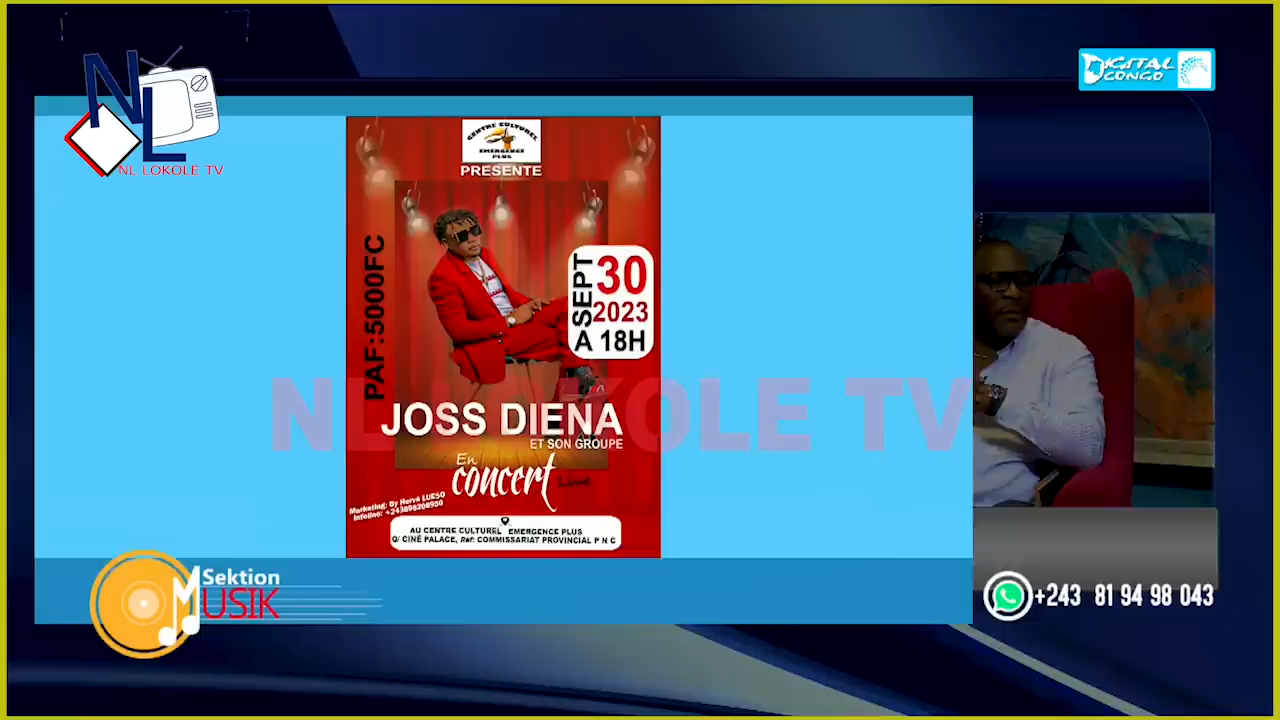 NL
NL LOKOLE TV
DIGITAL
CONGO
CENTRE CULTUREL
EMERGENCE
PLUS
PRESENTE
PAF:5000FC
SEPT
30
2023
A 18H
NL LOKOLE TV
JOSS DIENA
ET SON GROUPE
En
concert Live
Marketing: By Hervé LUESO
Infoline: +243898208950
AU CENTRE CULTUREL EMERGENCE PLUS
Q/ CINÉ PALACE, Réf: COMMISSARIAT PROVINCIAL P N C
Sektion
MUSIK
+243 81 94 98 043